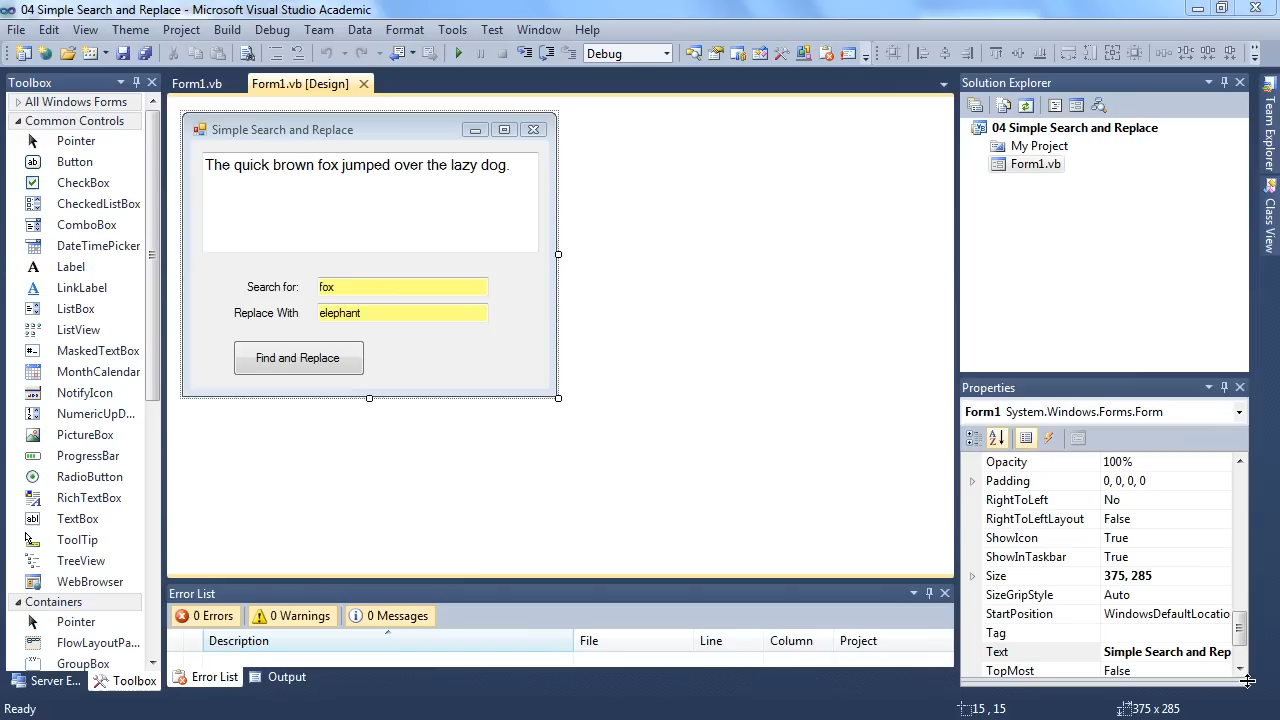 04 Simple Search and Replace - Microsoft Visual Studio Academic
File Edit View Theme Project Build Debug Team Data Format Tools Test Window Help
Debug
Toolbox
All Windows Forms
Common Controls
Pointer
Button
CheckBox
CheckedListBox
ComboBox
DateTimePicker
Label
LinkLabel
ListBox
ListView
MaskedTextBox
MonthCalendar
NotifyIcon
NumericUpD...
PictureBox
ProgressBar
RadioButton
RichTextBox
TextBox
ToolTip
TreeView
WebBrowser
Containers
Pointer
FlowLayoutPa...
GroupBox
Server E... Toolbox
Form1.vb Form1.vb [Design]
Simple Search and Replace
The quick brown fox jumped over the lazy dog.
Search for: fox
Replace With elephant
Find and Replace
Error List
0 Errors 0 Warnings 0 Messages
Description File Line Column Project
Error List Output
Solution Explorer
04 Simple Search and Replace
My Project
Form1.vb
Properties
Form1 System.Windows.Forms.Form
Opacity 100%
Padding 0, 0, 0, 0
RightToLeft No
RightToLeftLayout False
ShowIcon True
ShowInTaskbar True
Size 375, 285
SizeGripStyle Auto
StartPosition WindowsDefaultLocatio
Tag
Text Simple Search and Rep
TopMost False
Team Explorer
Class View
Ready 15 , 15 375 x 285